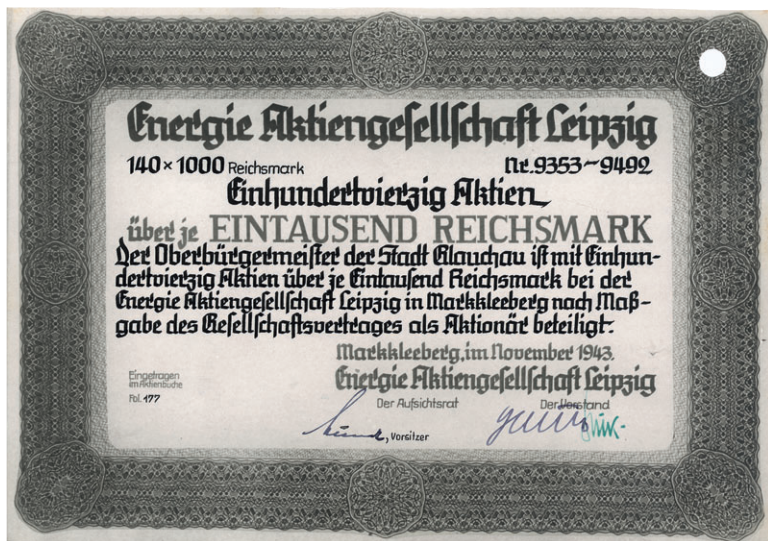 Energie Aktiengesellschaft Leipzig
140 × 1000 Reichsmark Nr. 9353–9492
Einhundertvierzig Aktien
über je EINTAUSEND REICHSMARK
Der Oberbürgermeister der Stadt Glauchau ist mit Einhun-
dertvierzig Aktien über je Eintausend Reichsmark bei der
Energie Aktiengesellschaft Leipzig in Markkleeberg nach Maß-
gabe des Gesellschaftsvertrages als Aktionär beteiligt.
Markkleeberg, im November 1943.
Energie Aktiengesellschaft Leipzig
Eingetragen
im Aktienbuche
Fol. 177
Der Aufsichtsrat Der Vorstand
, Vorsitzer